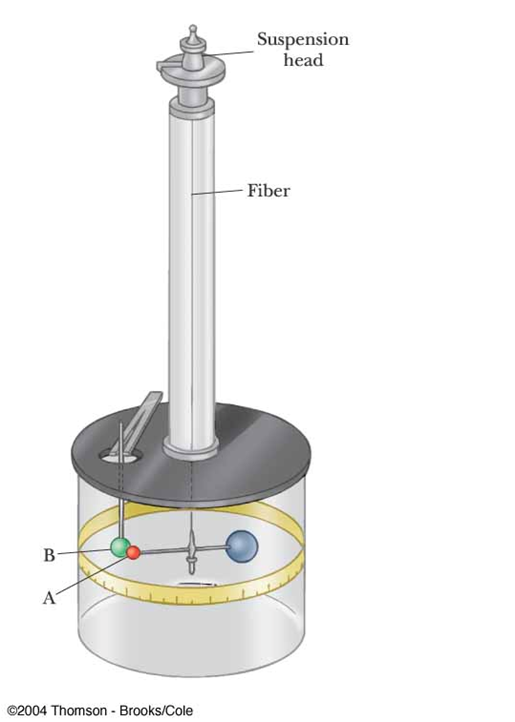 Suspension
head
Fiber
B
A
©2004 Thomson - Brooks/Cole